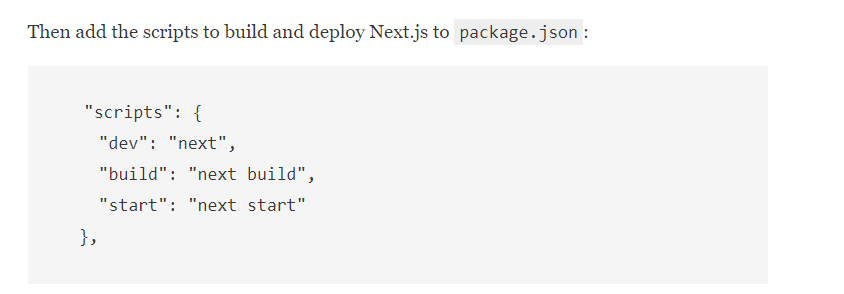 Then add the scripts to build and deploy Next.js to package.json:
"scripts": {
"dev": "next",
"build": "next build",
"start": "next start"
},